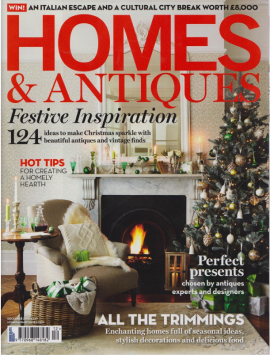 WIN! AN ITALIAN ESCAPE AND A CULTURAL CITY BREAK WORTH £8,000
HOMES
& ANTIQUES
Festive Inspiration
124 ideas to make Christmas sparkle with
beautiful antiques and vintage finds
HOT TIPS
FOR CREATING
A HOMELY
HEARTH
Perfect
presents
chosen by antiques
experts and designers
ALL THE TRIMMINGS
Enchanting homes full of seasonal ideas,
stylish decorations and delicious food